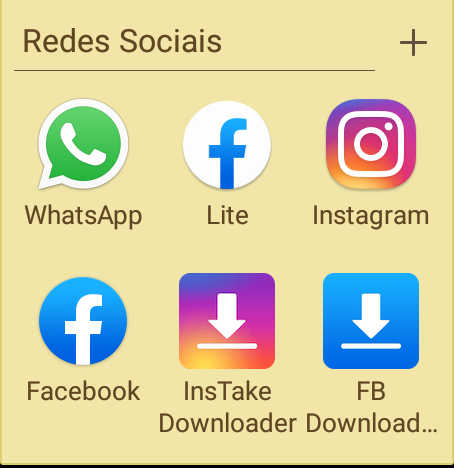 Redes Sociais
WhatsApp
Lite
Instagram
Facebook
InsTake
Downloader
FB
Download...